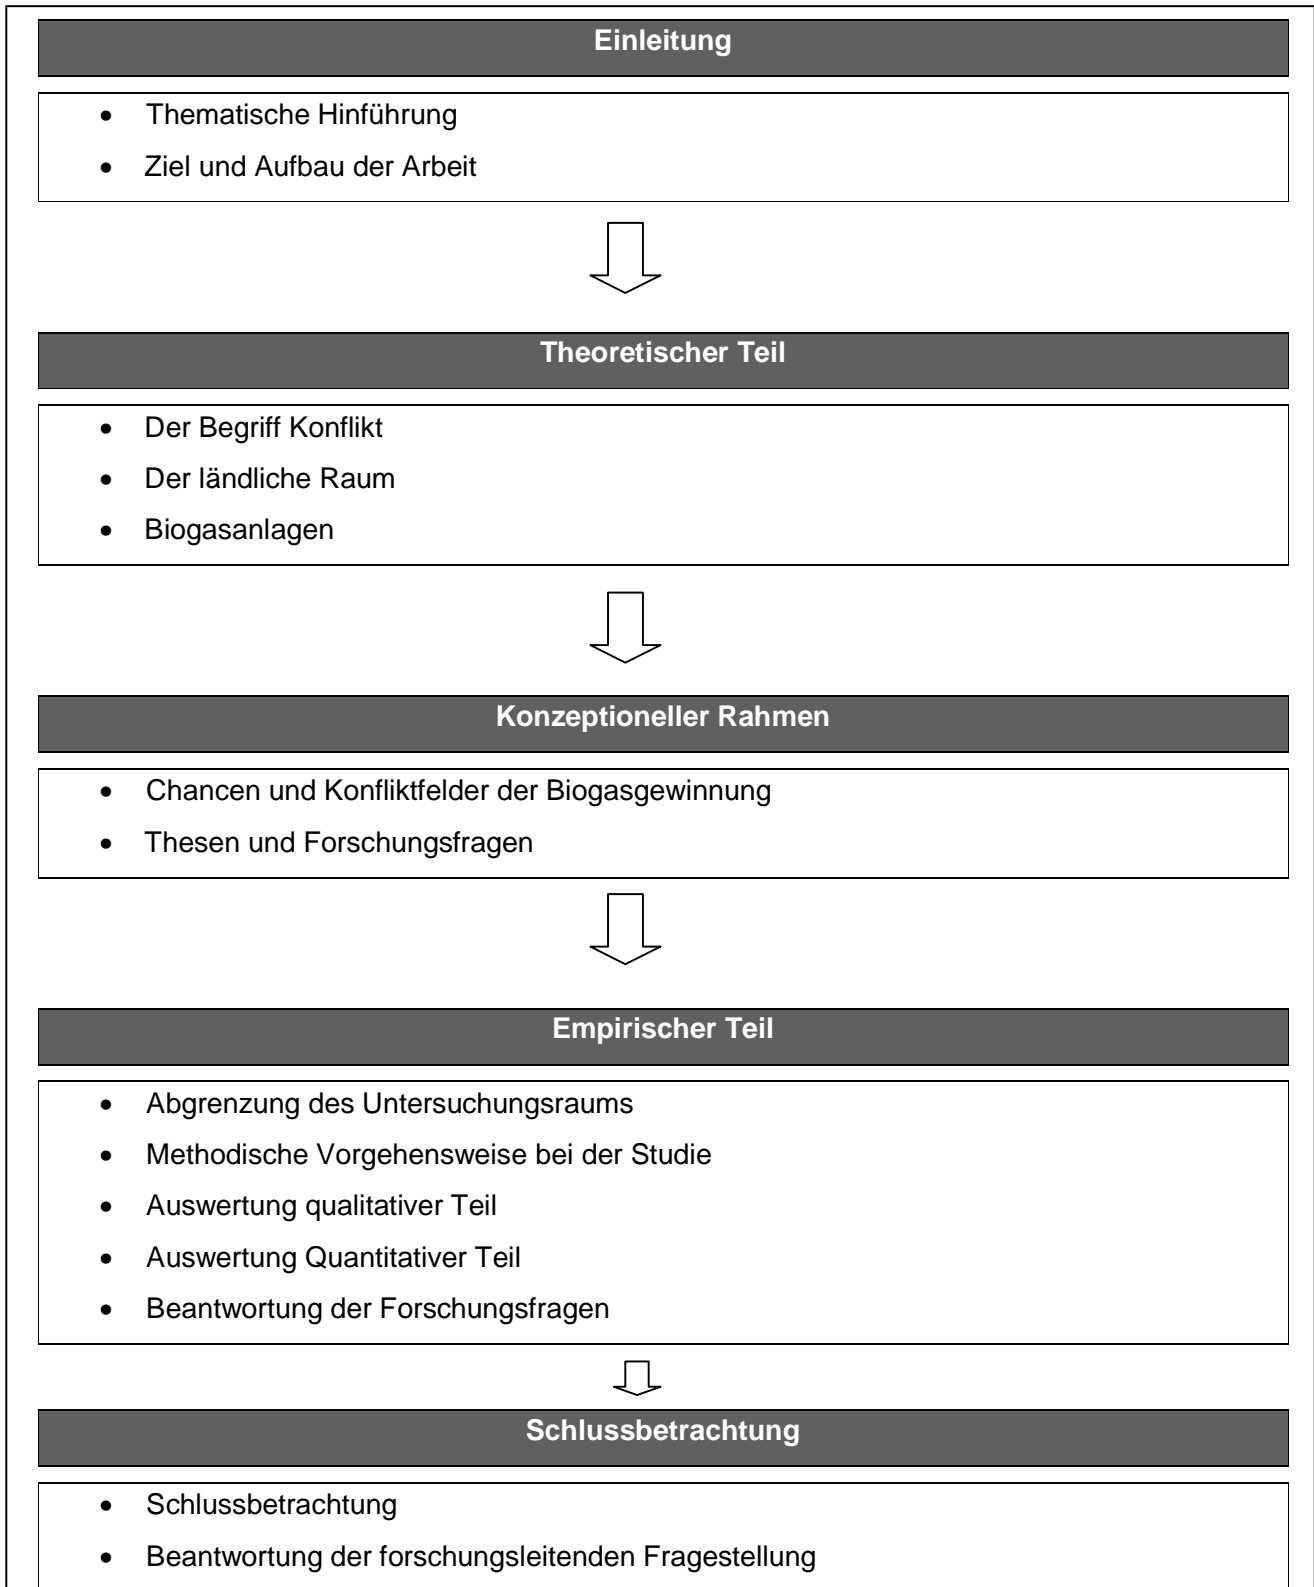 Einleitung
• Thematische Hinführung
• Ziel und Aufbau der Arbeit
Theoretischer Teil
• Der Begriff Konflikt
• Der ländliche Raum
• Biogasanlagen
Konzeptioneller Rahmen
• Chancen und Konfliktfelder der Biogasgewinnung
• Thesen und Forschungsfragen
Empirischer Teil
• Abgrenzung des Untersuchungsraums
• Methodische Vorgehensweise bei der Studie
• Auswertung qualitativer Teil
• Auswertung Quantitativer Teil
• Beantwortung der Forschungsfragen
Schlussbetrachtung
• Schlussbetrachtung
• Beantwortung der forschungsleitenden Fragestellung